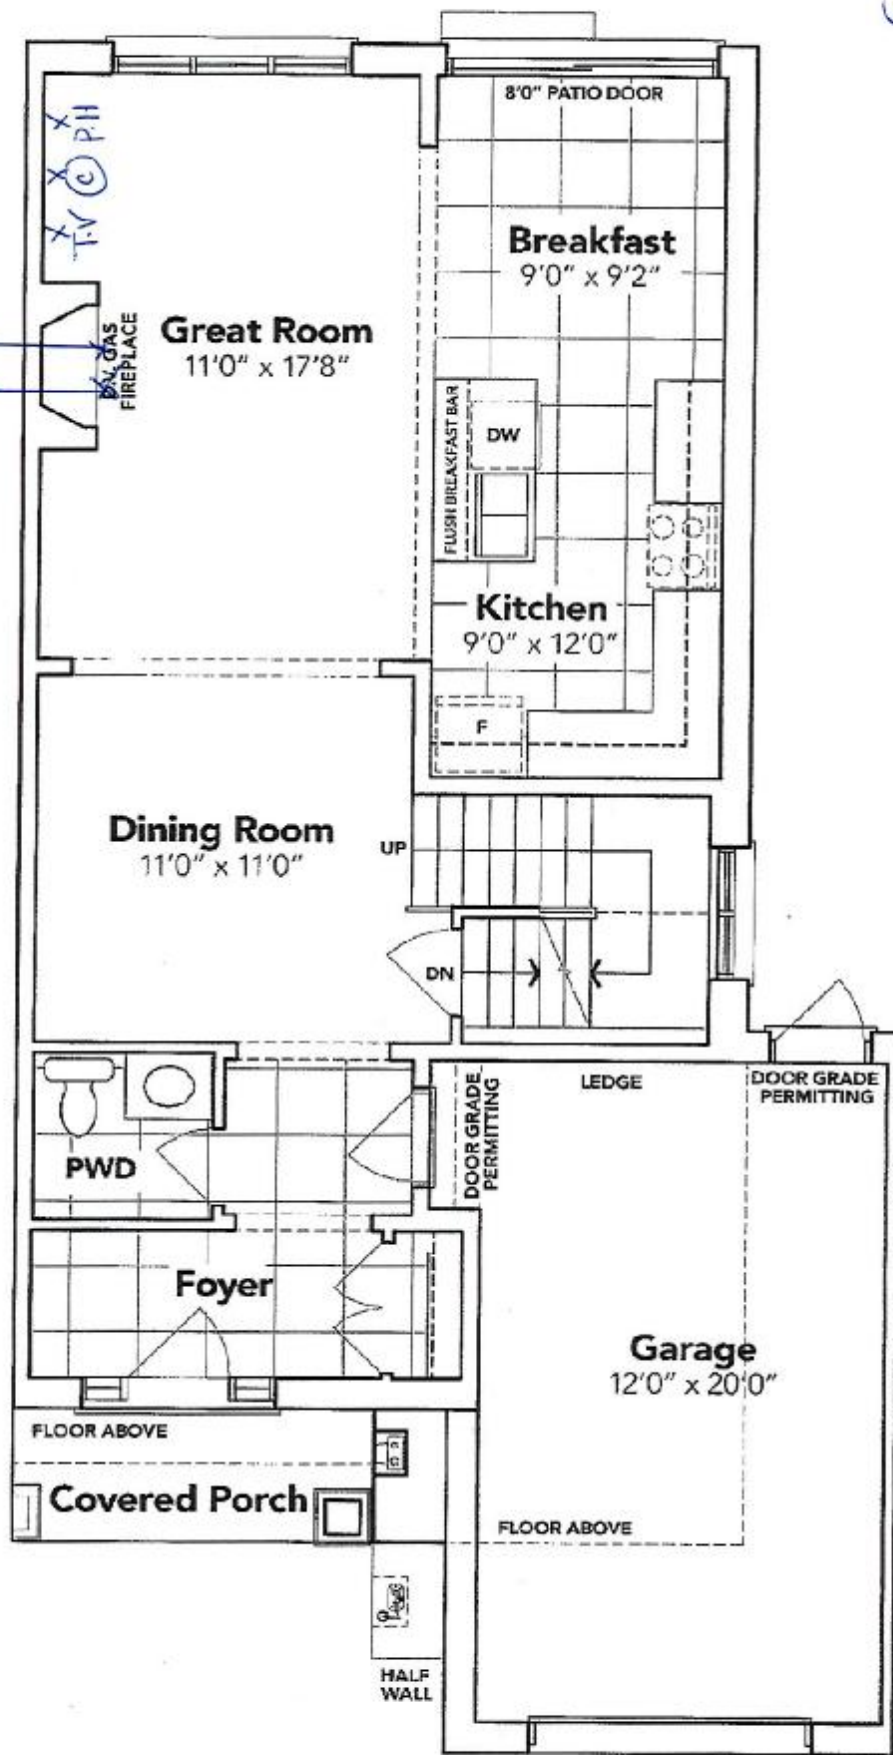 8'0" PATIO DOOR
P.H
C
T.V
Breakfast
9'0" x 9'2"
Great Room
11'0" x 17'8"
D.V. GAS
FIREPLACE
FLUSH BREAKFAST BAR
DW
Kitchen
9'0" x 12'0"
F
Dining Room
11'0" x 11'0"
UP
DN
DOOR GRADE
PERMITTING
LEDGE
DOOR GRADE
PERMITTING
PWD
Foyer
Garage
12'0" x 20'0"
FLOOR ABOVE
Covered Porch
FLOOR ABOVE
HALF
WALL